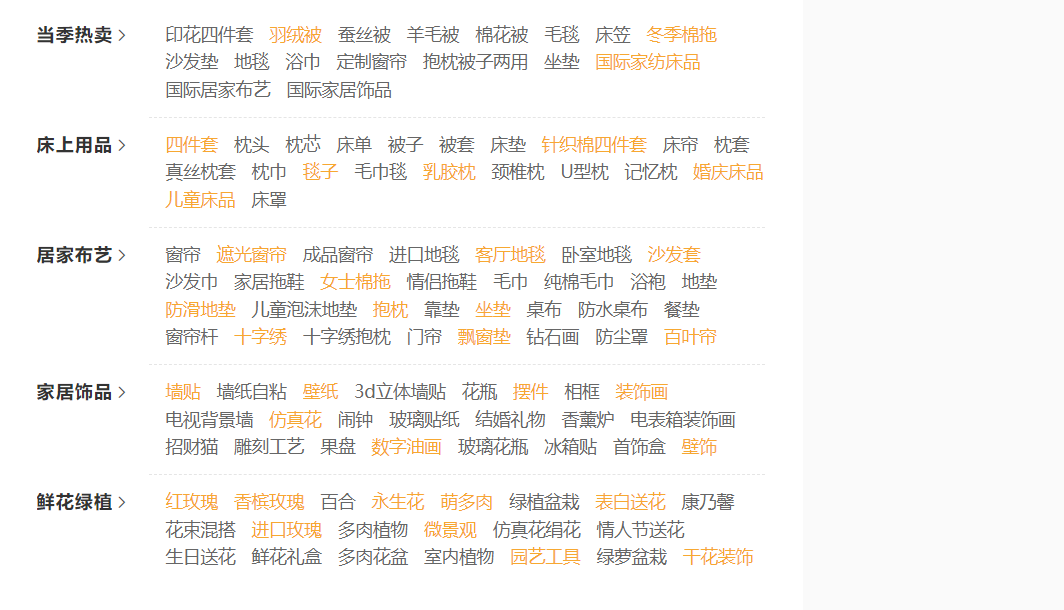 当季热卖 > 印花四件套 羽绒被 蚕丝被 羊毛被 棉花被 毛毯 床笠 冬季棉拖
沙发垫 地毯 浴巾 定制窗帘 抱枕被子两用 坐垫 国际家纺床品
国际居家布艺 国际家居饰品
床上用品 > 四件套 枕头 枕芯 床单 被子 被套 床垫 针织棉四件套 床帘 枕套
真丝枕套 枕巾 毯子 毛巾毯 乳胶枕 颈椎枕 U型枕 记忆枕 婚庆床品
儿童床品 床罩
居家布艺 > 窗帘 遮光窗帘 成品窗帘 进口地毯 客厅地毯 卧室地毯 沙发套
沙发巾 家居拖鞋 女士棉拖 情侣拖鞋 毛巾 纯棉毛巾 浴袍 地垫
防滑地垫 儿童泡沫地垫 抱枕 靠垫 坐垫 桌布 防水桌布 餐垫
窗帘杆 十字绣 十字绣抱枕 门帘 飘窗垫 钻石画 防尘罩 百叶帘
家居饰品 > 墙贴 墙纸自粘 壁纸 3d立体墙贴 花瓶 摆件 相框 装饰画
电视背景墙 仿真花 闹钟 玻璃贴纸 结婚礼物 香薰炉 电表箱装饰画
招财猫 雕刻工艺 果盘 数字油画 玻璃花瓶 冰箱贴 首饰盒 壁饰
鲜花绿植 > 红玫瑰 香槟玫瑰 百合 永生花 萌多肉 绿植盆栽 表白送花 康乃馨
花束混搭 进口玫瑰 多肉植物 微景观 仿真花绢花 情人节送花
生日送花 鲜花礼盒 多肉花盆 室内植物 园艺工具 绿萝盆栽 干花装饰